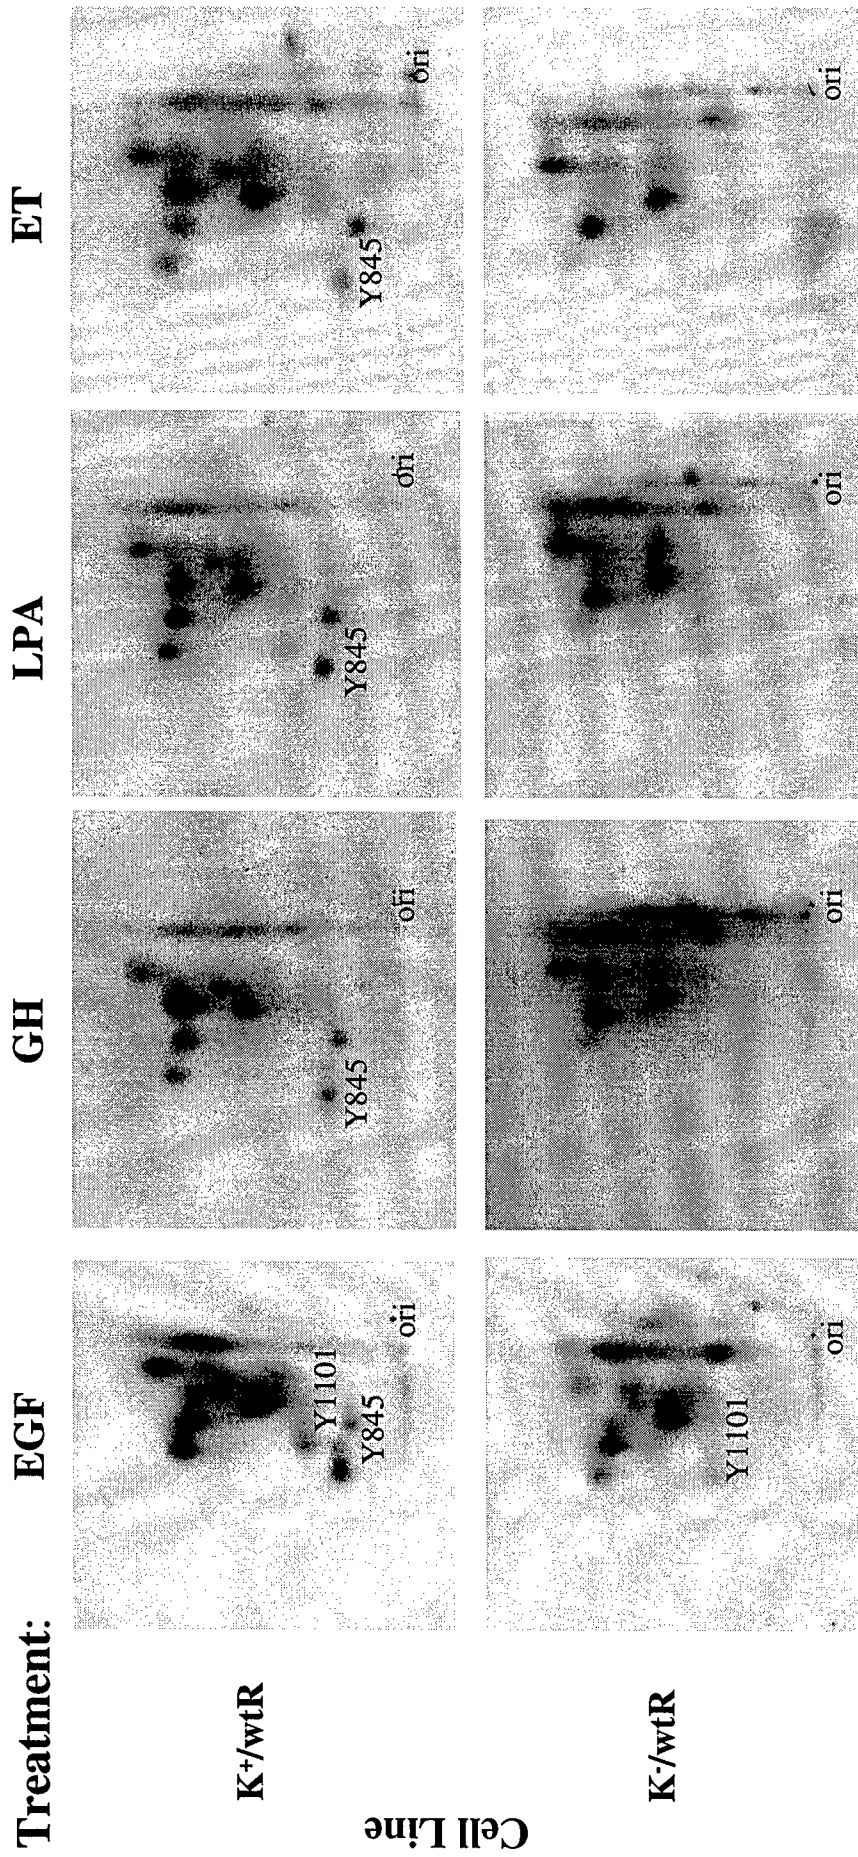 Treatment:
EGF
GH
LPA
ET
Cell Line
K+/wtR
Y1101
Y845
ori
Y845
ori
Y845
ori
Y845
ori
K-/wtR
Y1101
ori
ori
ori
ori